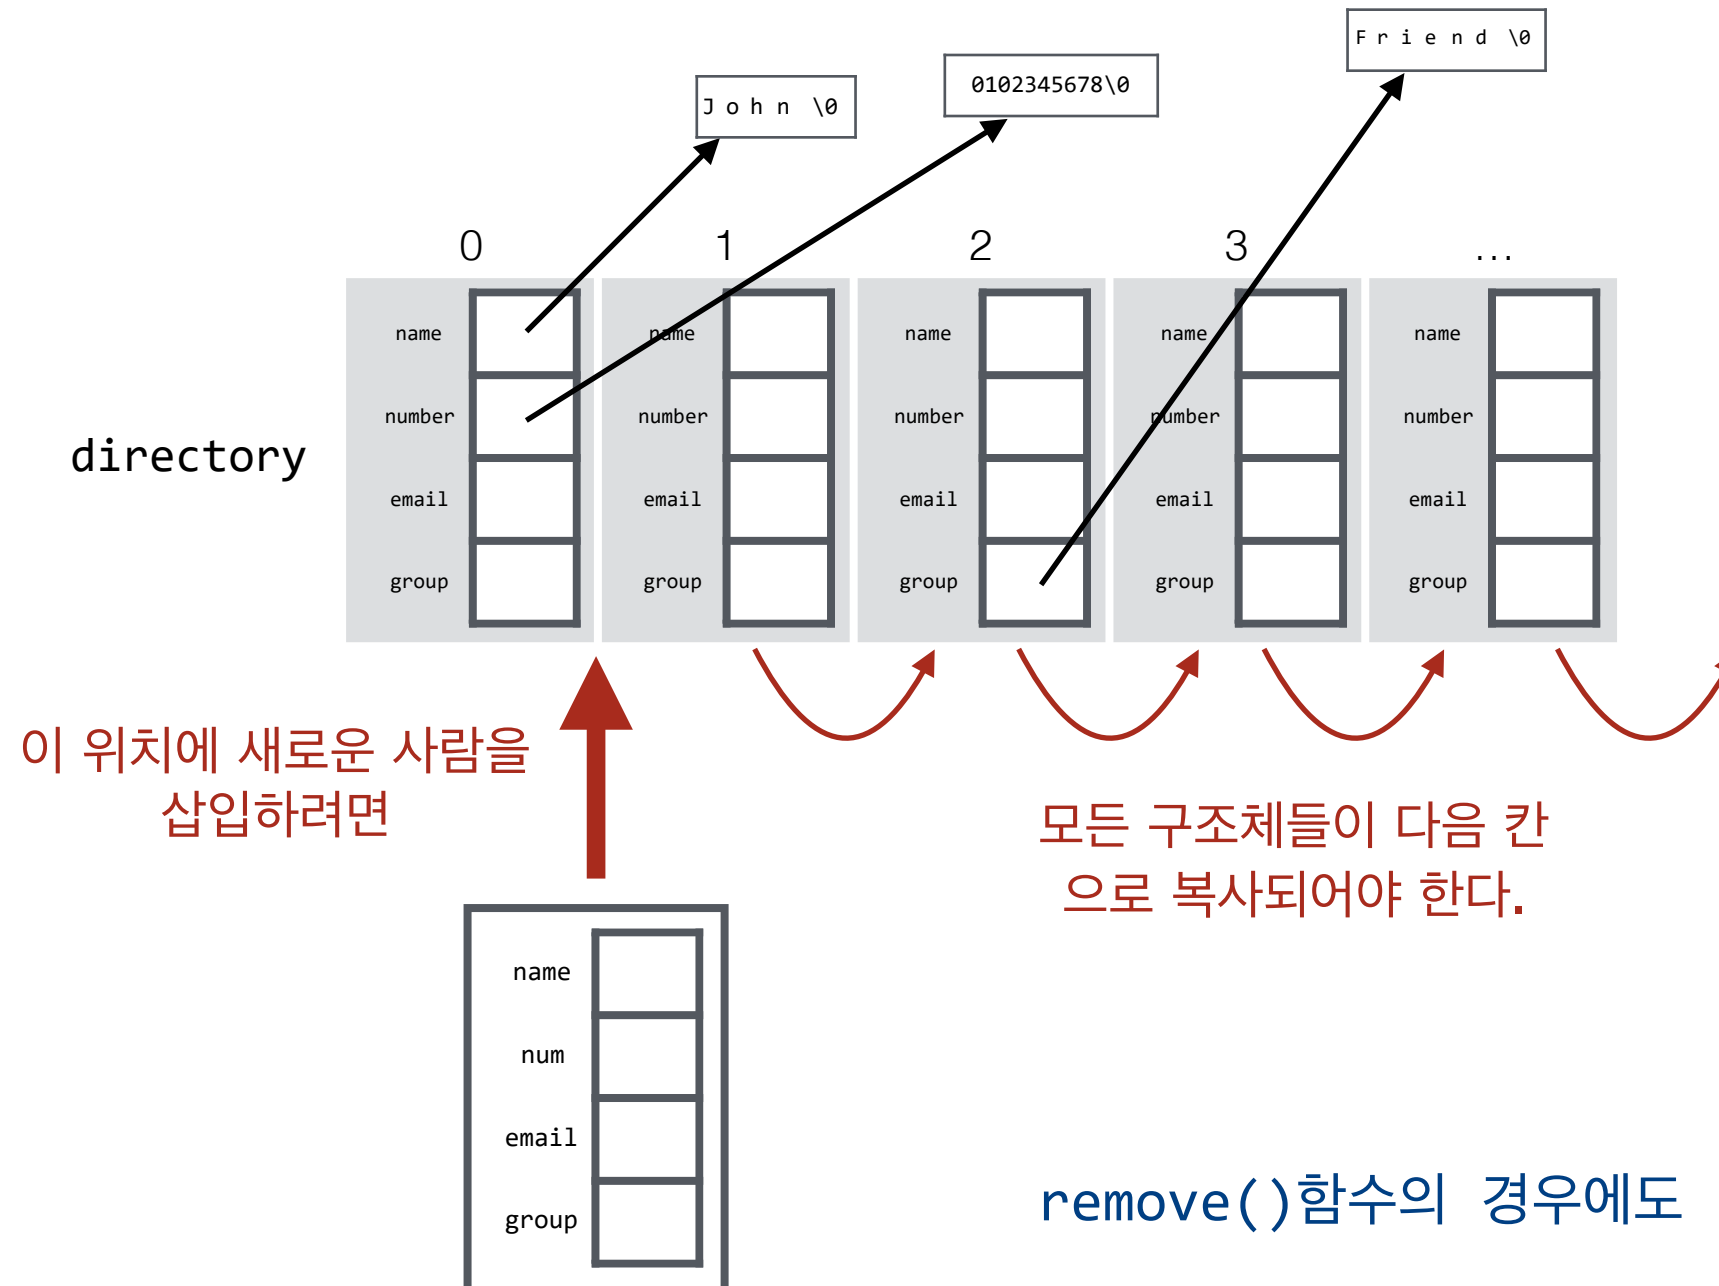 J o h n \0
0102345678\0
F r i e n d \0
0 1 2 3 ...
directory
name name name name name
number number number number number
email email email email email
group group group group group
이 위치에 새로운 사람을
삽입하려면
모든 구조체들이 다음 칸
으로 복사되어야 한다.
name
num
email
group
remove()함수의 경우에도